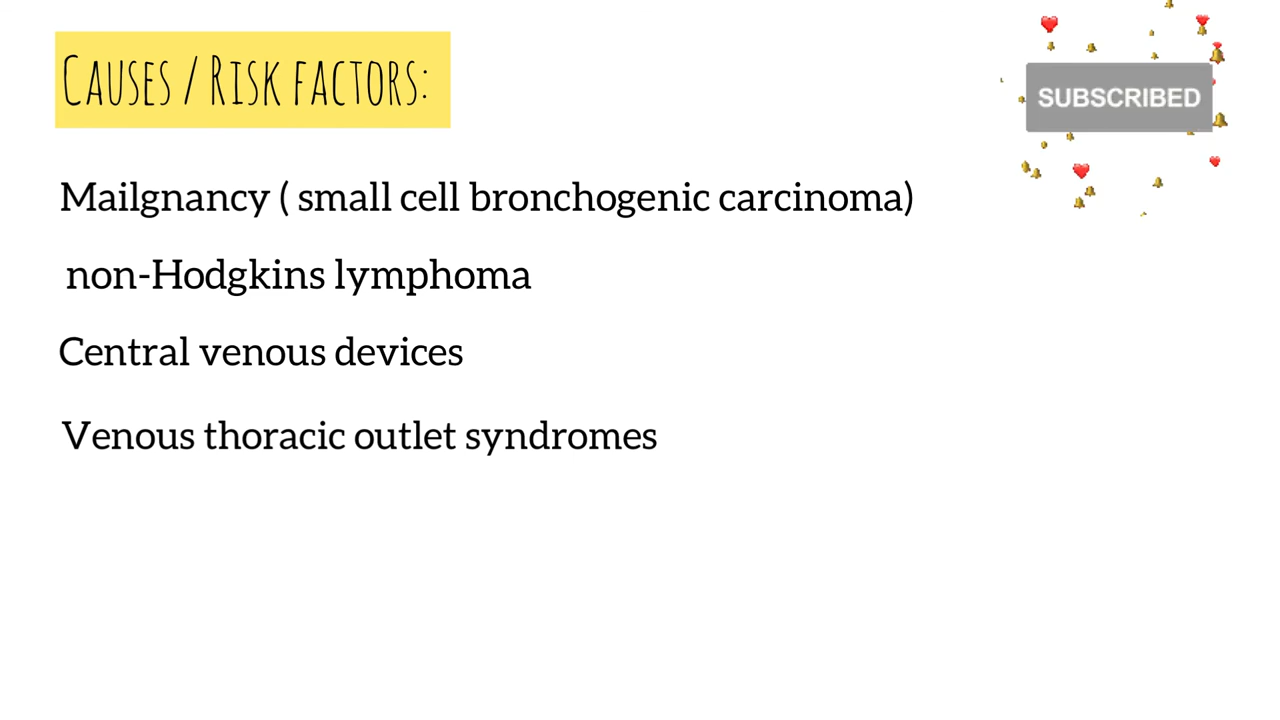 Causes / Risk factors:
SUBSCRIBED
Mailgnancy ( small cell bronchogenic carcinoma)
non-Hodgkins lymphoma
Central venous devices
Venous thoracic outlet syndromes